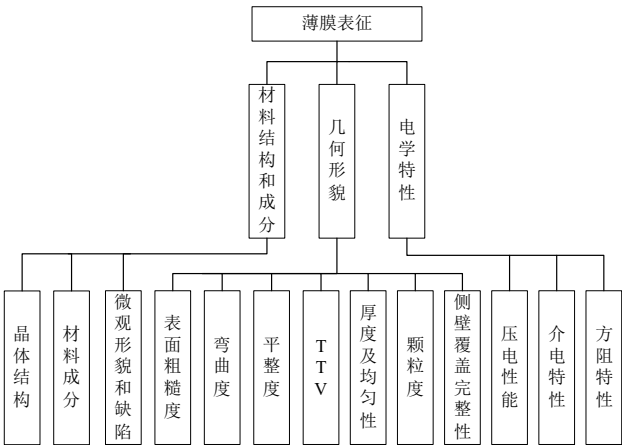 薄膜表征
材料结构和成分
几何形貌
电学特性
晶体结构
材料成分
微观形貌和缺陷
表面粗糙度
弯曲度
平整度
TTV
厚度及均匀性
颗粒度
侧壁覆盖完整性
压电性能
介电特性
方阻特性